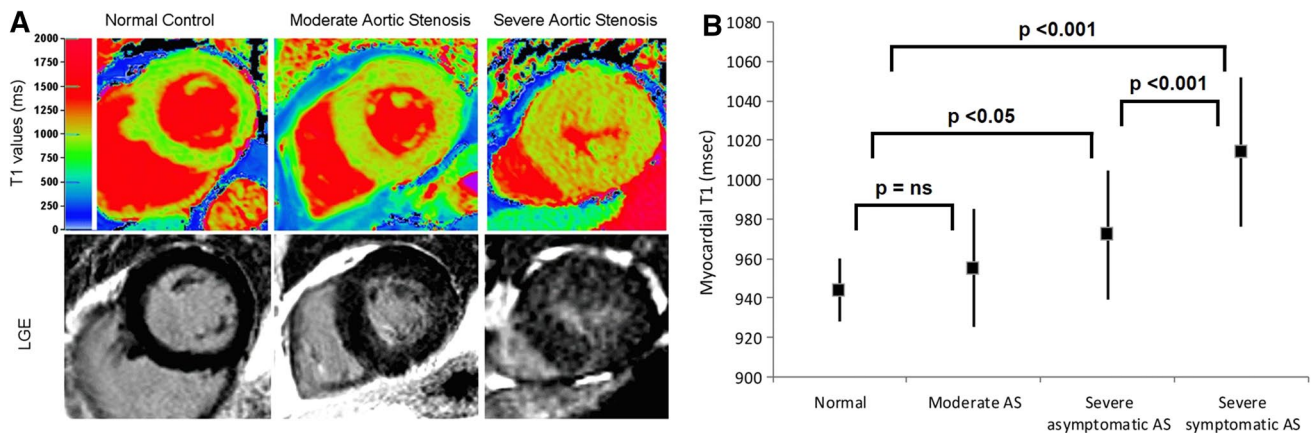 A
Normal Control
Moderate Aortic Stenosis
Severe Aortic Stenosis
T1 values (ms)
2000
1750
1500
1250
1000
750
500
250
0
LGE
B
Myocardial T1 (msec)
1080
1060
1040
1020
1000
980
960
940
920
900
p <0.001
p <0.001
p <0.05
p = ns
Normal
Moderate AS
Severe
asymptomatic AS
Severe
symptomatic AS